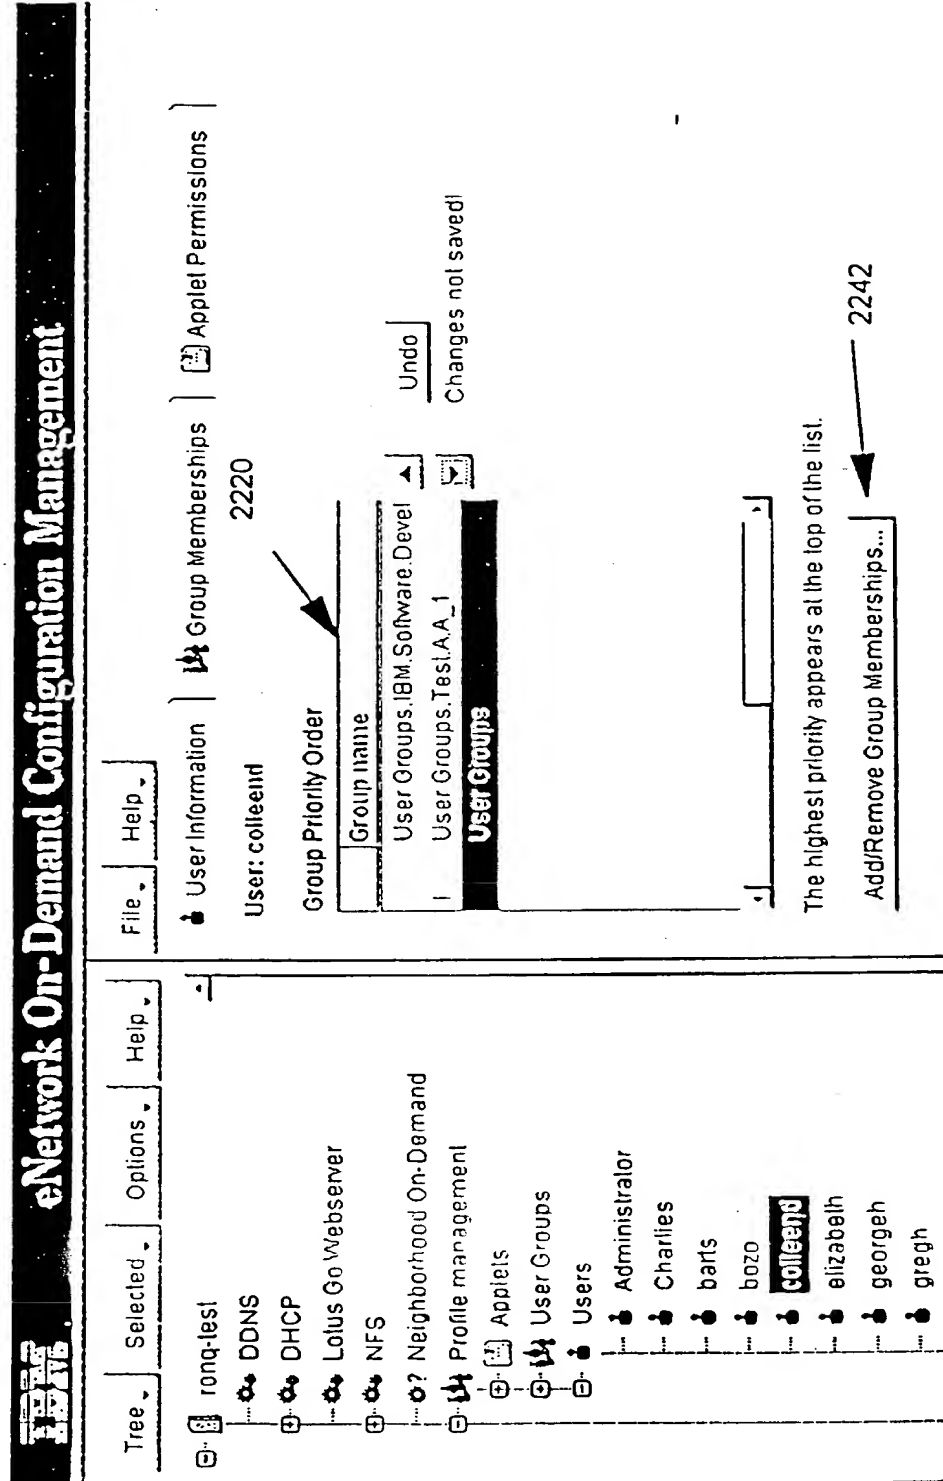 IBM eNetwork On-Demand Configuration Management
Tree Selected Options Help
ronq-test
DDNS
DHCP
Lotus Go Webserver
NFS
? Neighborhood On-Demand
Profile management
Applets
User Groups
Users
Administrator
Charlies
barts
bozo
colleend
elizabeth
georgeh
gregh
File Help
User Information Group Memberships Applet Permissions
User: colleend
2220
Group Priority Order
Group name
User Groups.IBM.Software.Devel
User Groups.Test.A.A_1
User Groups
Undo
Changes not saved!
The highest priority appears at the top of the list.
Add/Remove Group Memberships...
2242